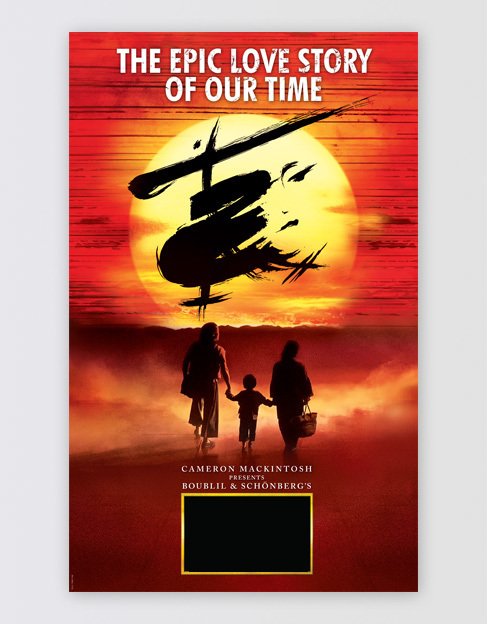 THE EPIC LOVE STORY
OF OUR TIME
CAMERON MACKINTOSH
PRESENTS
BOUBLIL & SCHÖNBERG'S